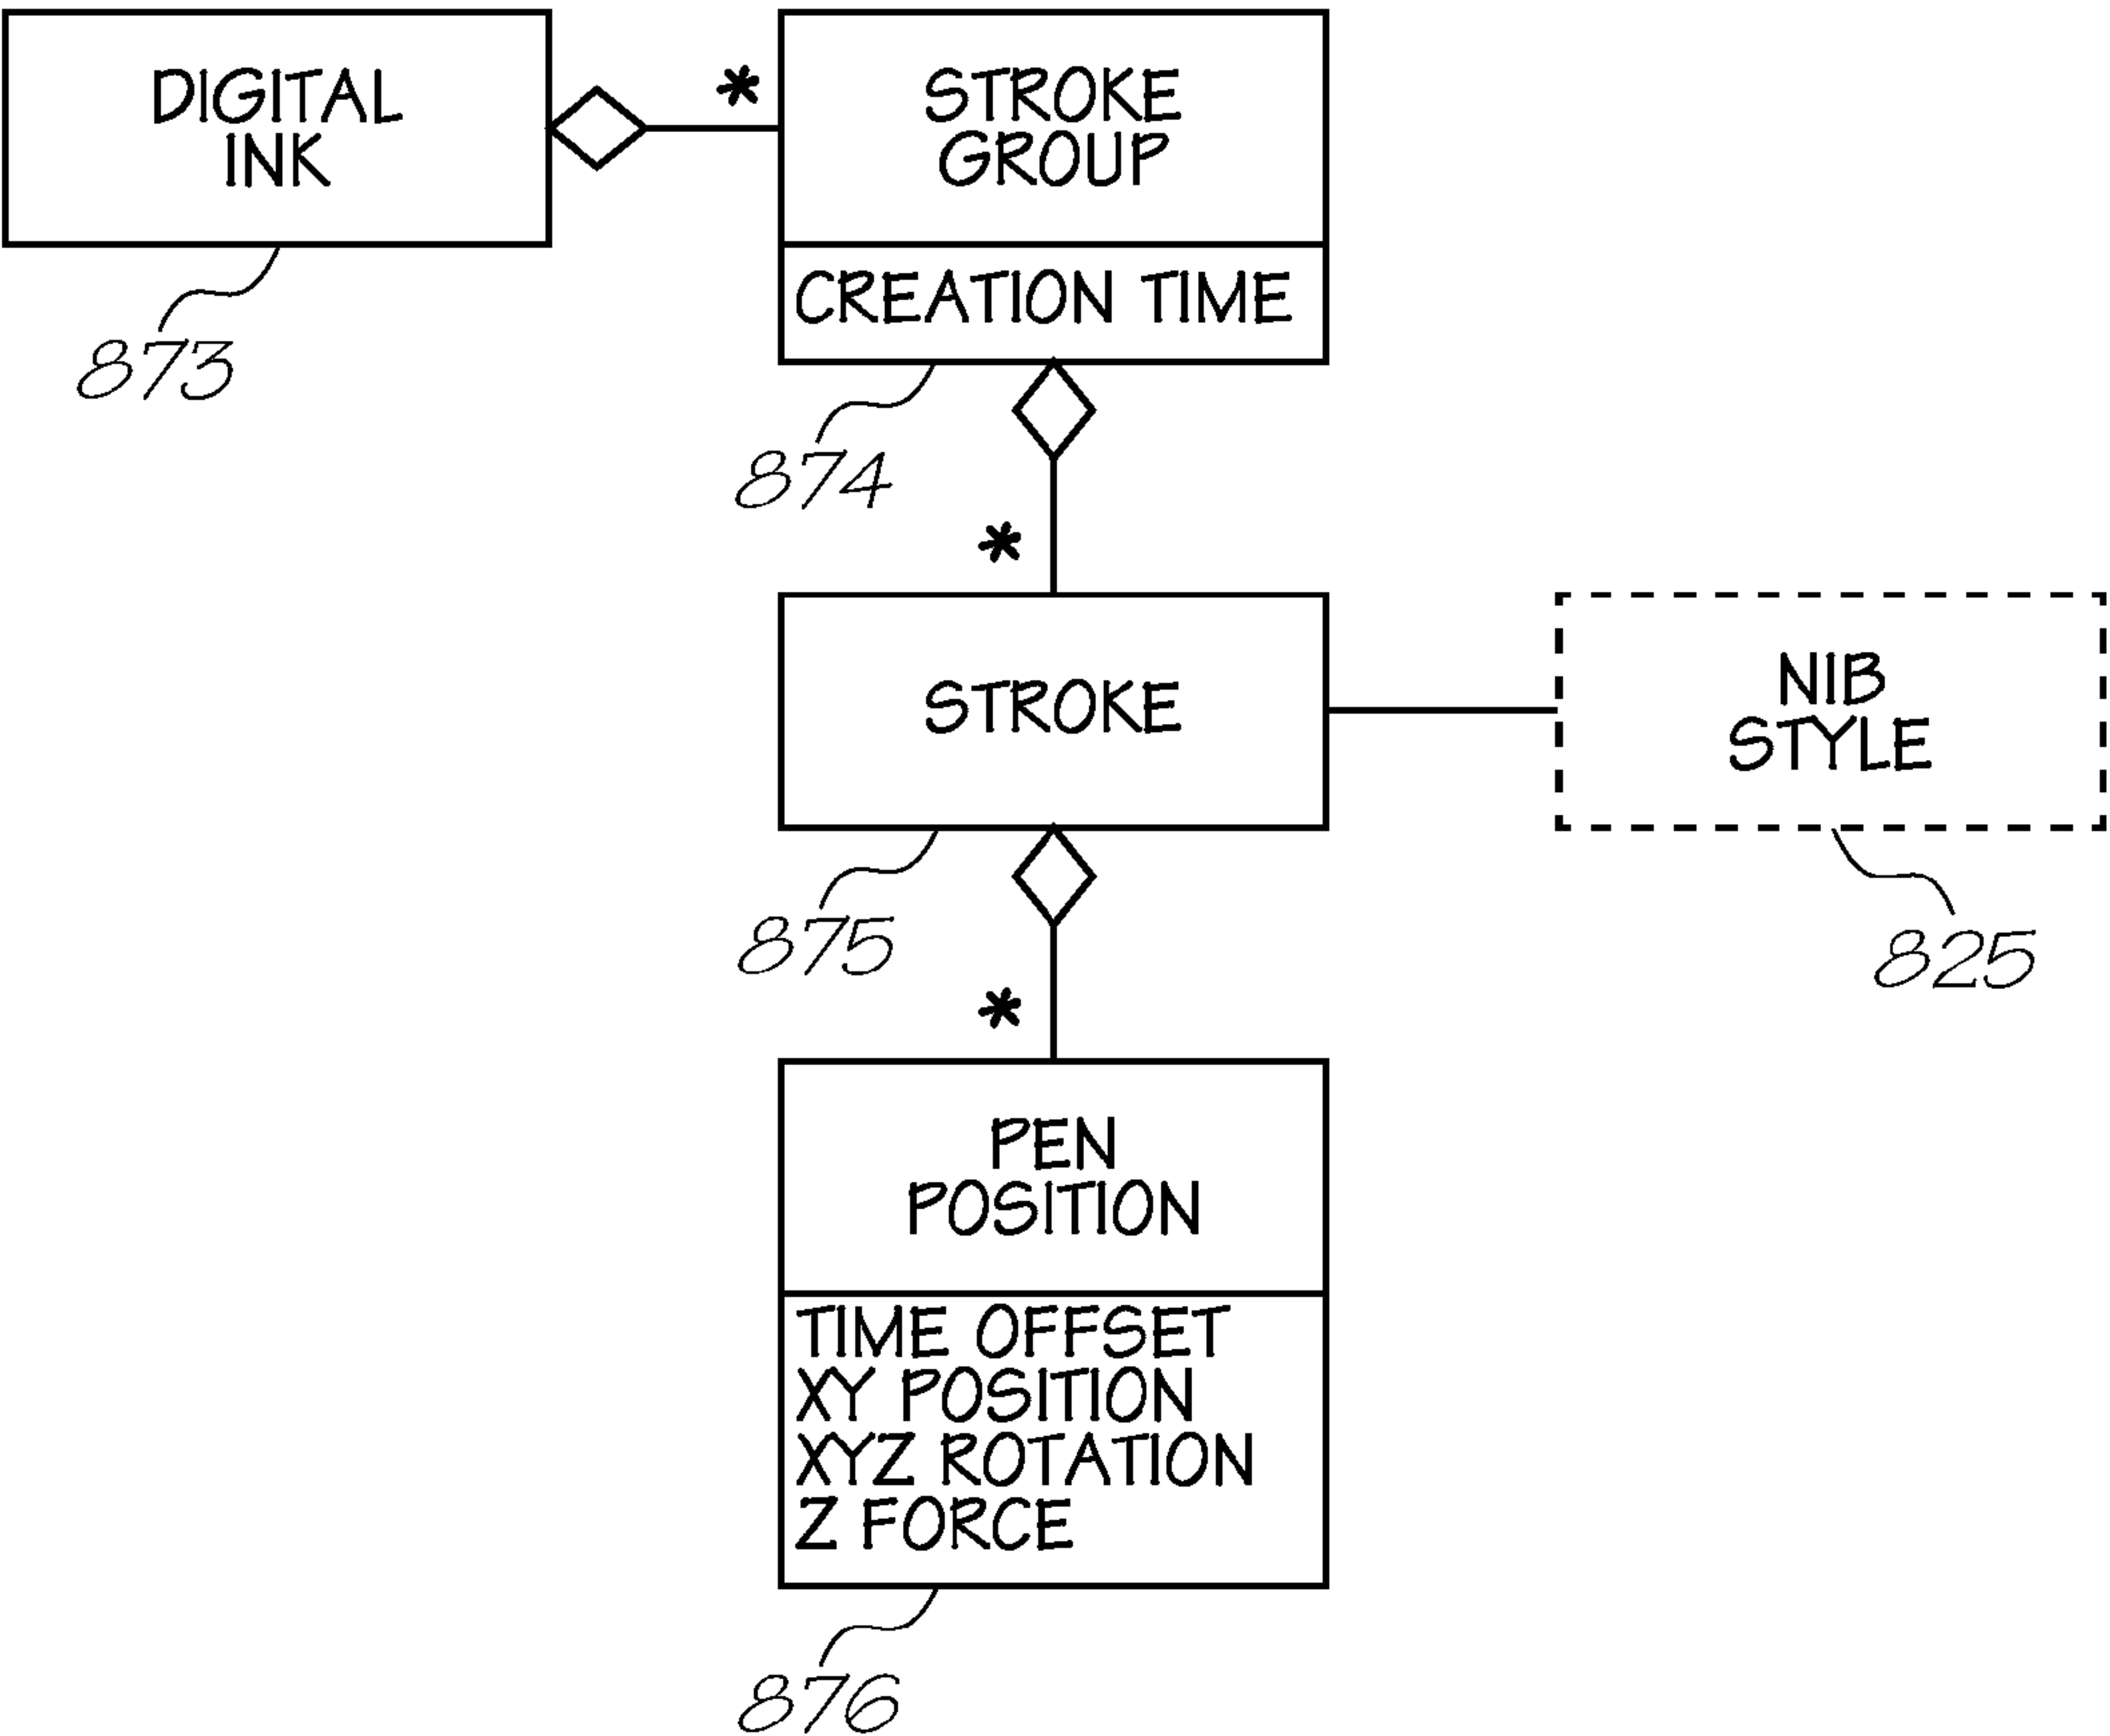 DIGITAL
INK
*
STROKE
GROUP
CREATION TIME
873
874
*
STROKE
NIB
STYLE
875
825
*
PEN
POSITION
TIME OFFSET
XY POSITION
XYZ ROTATION
Z FORCE
876